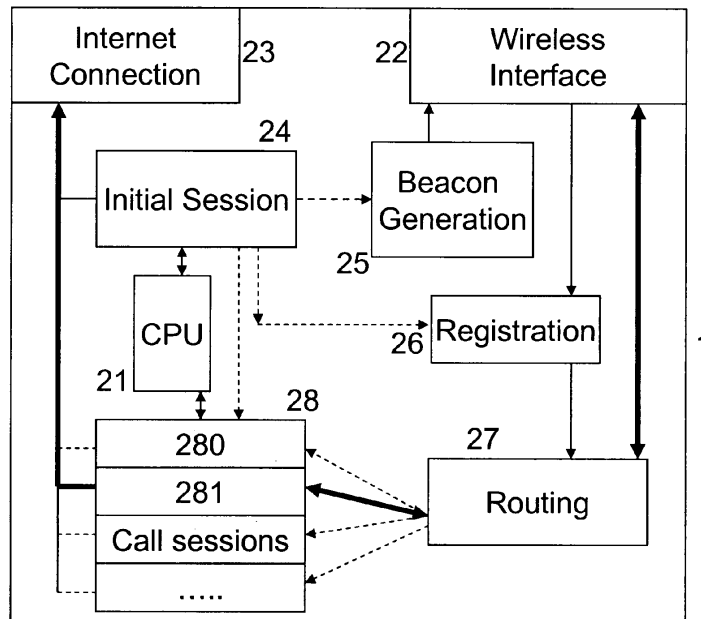 Internet
Connection
23
22
Wireless
Interface
24
Initial Session
Beacon
Generation
25
CPU
21
Registration
26
28
280
281
Call sessions
.....
27
Routing